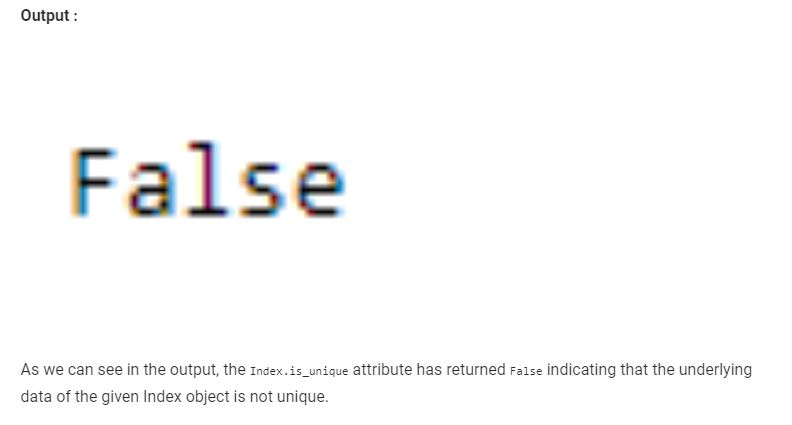 Output :
False
As we can see in the output, the Index.is_unique attribute has returned False indicating that the underlying
data of the given Index object is not unique.